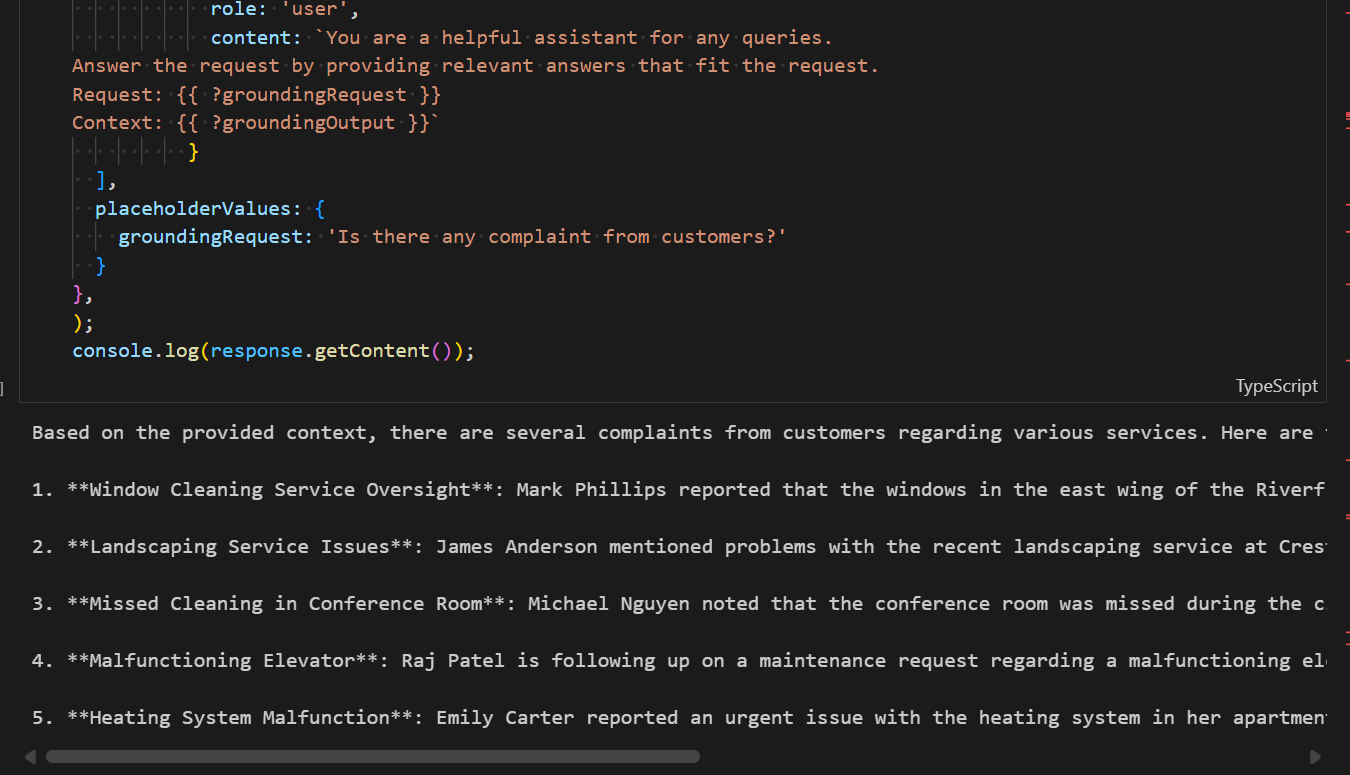 role: 'user',
content: `You are a helpful assistant for any queries.
Answer the request by providing relevant answers that fit the request.
Request: {{ ?groundingRequest }}
Context: {{ ?groundingOutput }}`
}
],
placeholderValues: {
groundingRequest: 'Is there any complaint from customers?'
}
},
);
console.log(response.getContent());
]
TypeScript
Based on the provided context, there are several complaints from customers regarding various services. Here are
1. **Window Cleaning Service Oversight**: Mark Phillips reported that the windows in the east wing of the Riverf
2. **Landscaping Service Issues**: James Anderson mentioned problems with the recent landscaping service at Cres
3. **Missed Cleaning in Conference Room**: Michael Nguyen noted that the conference room was missed during the c
4. **Malfunctioning Elevator**: Raj Patel is following up on a maintenance request regarding a malfunctioning el
5. **Heating System Malfunction**: Emily Carter reported an urgent issue with the heating system in her apartmen